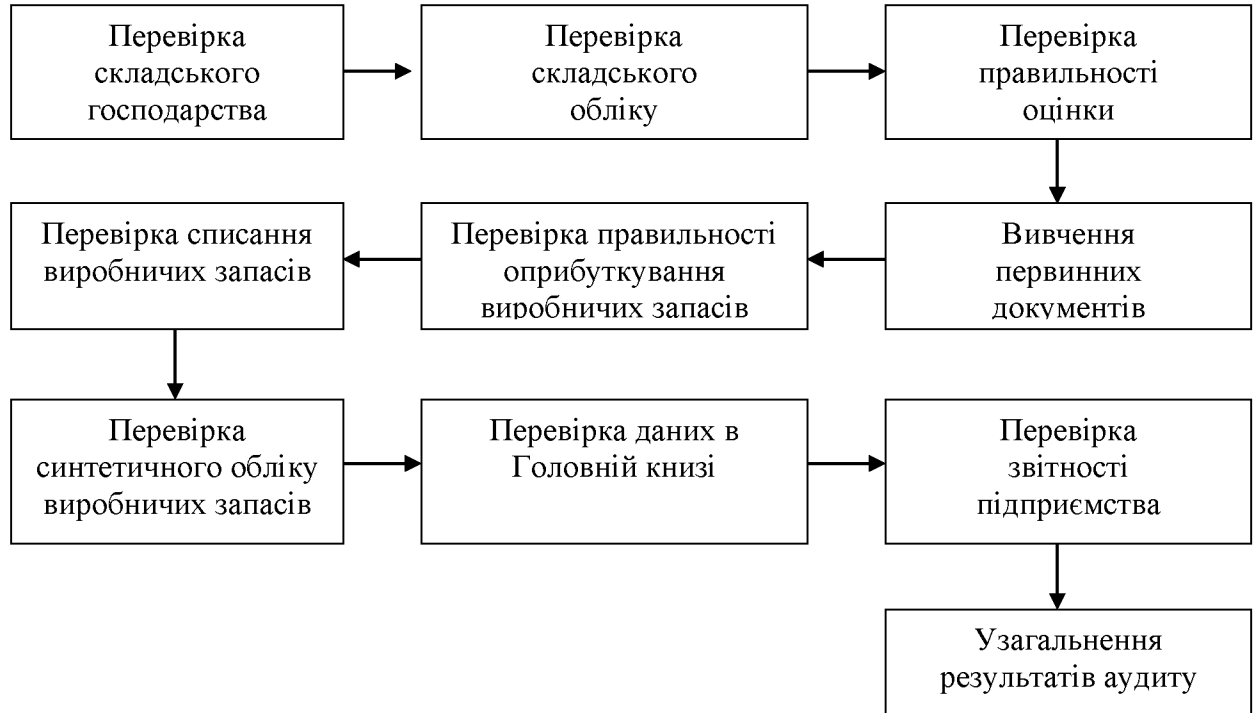 Перевірка
складського
господарства
Перевірка
складського
обліку
Перевірка
правильності
оцінки
Вивчення
первинних
документів
Перевірка правильності
оприбуткування
виробничих запасів
Перевірка списання
виробничих запасів
Перевірка
синтетичного обліку
виробничих запасів
Перевірка даних в
Головній книзі
Перевірка
звітності
підприємства
Узагальнення
результатів аудиту